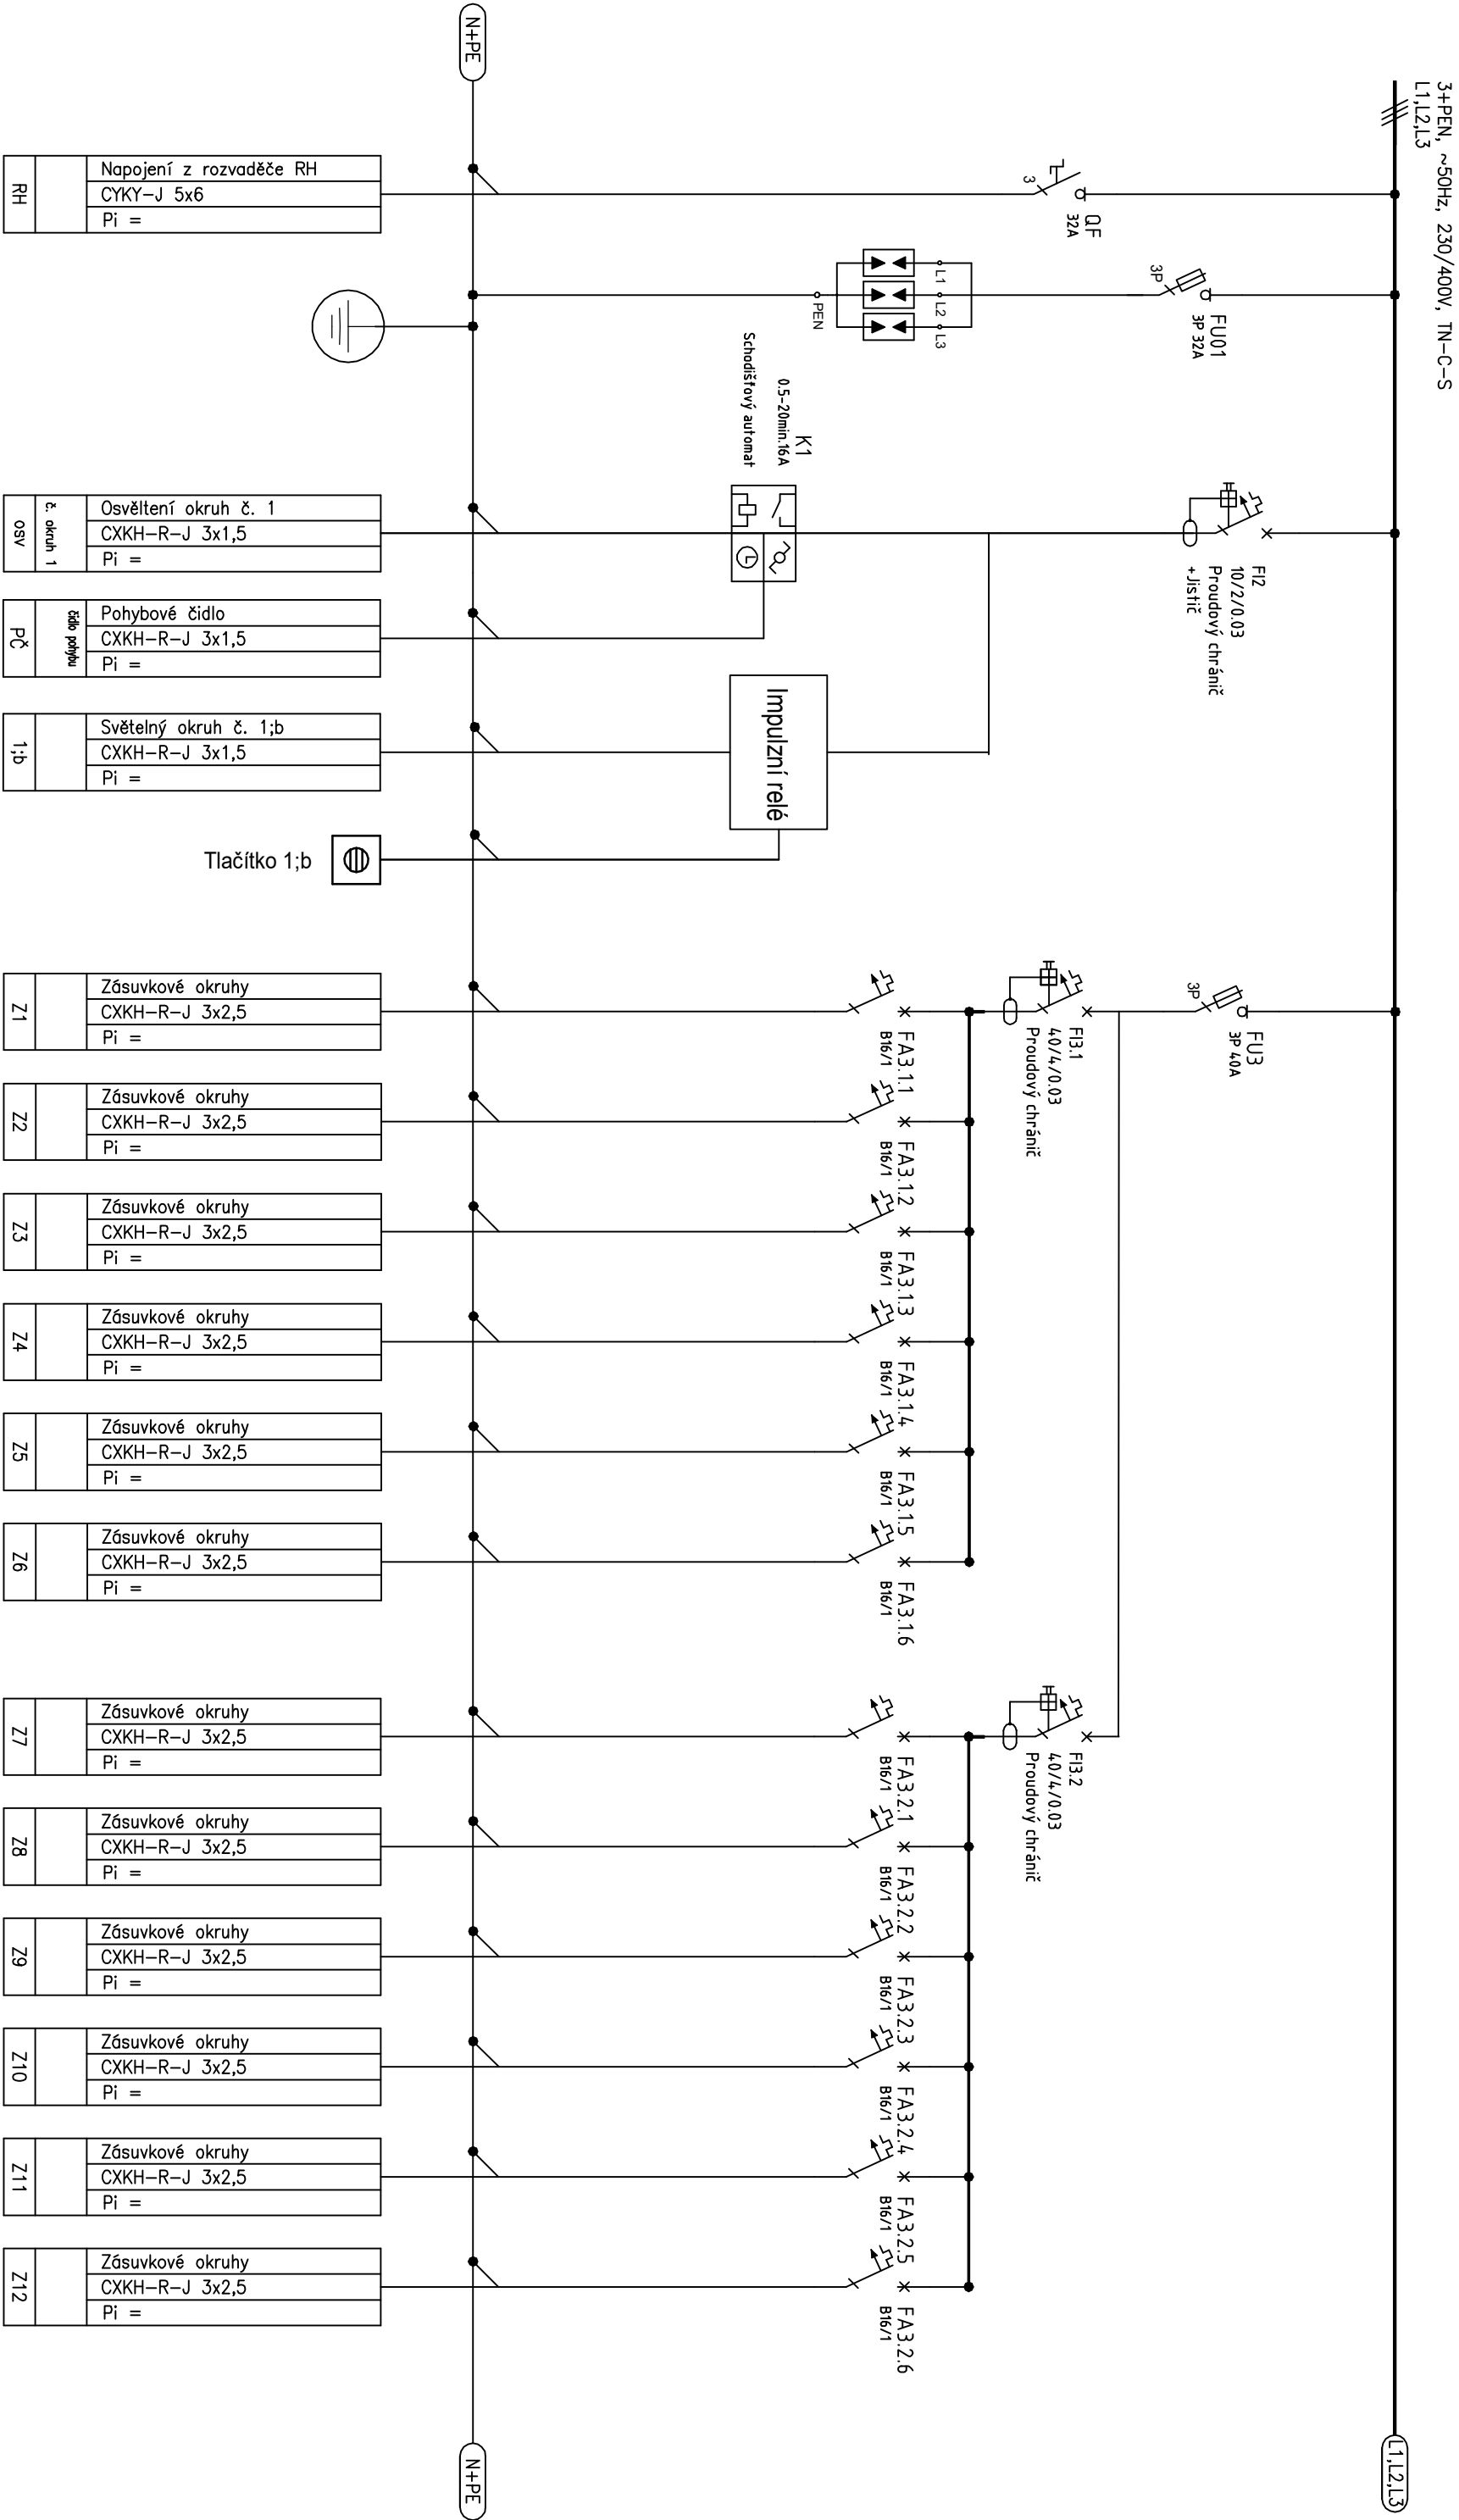 3+PEN, ~50Hz, 230/400V, TN-C-S
L1,L2,L3
L1,L2,L3
N+PE
N+PE
QF
32A
3
FU01
3P 32A
3P
L1
L2
L3
PEN
FI2
10/2/0.03
Proudový chránič
+Jistič
K1
0.5-20min.16A
Schodišťový automat
Impulzní relé
Tlačítko 1;b
FU3
3P 40A
3P
FI3.1
40/4/0.03
Proudový chránič
FI3.2
40/4/0.03
Proudový chránič
FA3.1.1
B16/1
FA3.1.2
B16/1
FA3.1.3
B16/1
FA3.1.4
B16/1
FA3.1.5
B16/1
FA3.1.6
B16/1
FA3.2.1
B16/1
FA3.2.2
B16/1
FA3.2.3
B16/1
FA3.2.4
B16/1
FA3.2.5
B16/1
FA3.2.6
B16/1
Napojení z rozvaděče RH
CYKY-J 5x6
Pi =
RH
Osvěltení okruh č. 1
CXKH-R-J 3x1,5
Pi =
č. okruh 1
osv
Pohybové čidlo
CXKH-R-J 3x1,5
Pi =
čidlo pohybu
PČ
Světelný okruh č. 1;b
CXKH-R-J 3x1,5
Pi =
1;b
Zásuvkové okruhy
CXKH-R-J 3x2,5
Pi =
Z1
Zásuvkové okruhy
CXKH-R-J 3x2,5
Pi =
Z2
Zásuvkové okruhy
CXKH-R-J 3x2,5
Pi =
Z3
Zásuvkové okruhy
CXKH-R-J 3x2,5
Pi =
Z4
Zásuvkové okruhy
CXKH-R-J 3x2,5
Pi =
Z5
Zásuvkové okruhy
CXKH-R-J 3x2,5
Pi =
Z6
Zásuvkové okruhy
CXKH-R-J 3x2,5
Pi =
Z7
Zásuvkové okruhy
CXKH-R-J 3x2,5
Pi =
Z8
Zásuvkové okruhy
CXKH-R-J 3x2,5
Pi =
Z9
Zásuvkové okruhy
CXKH-R-J 3x2,5
Pi =
Z10
Zásuvkové okruhy
CXKH-R-J 3x2,5
Pi =
Z11
Zásuvkové okruhy
CXKH-R-J 3x2,5
Pi =
Z12